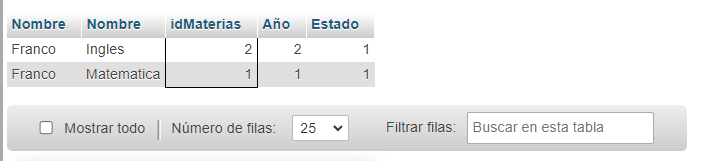 Nombre Nombre idMaterias Año Estado
Franco Ingles 2 2 1
Franco Matematica 1 1 1
Mostrar todo Número de filas: 25 Filtrar filas: Buscar en esta tabla